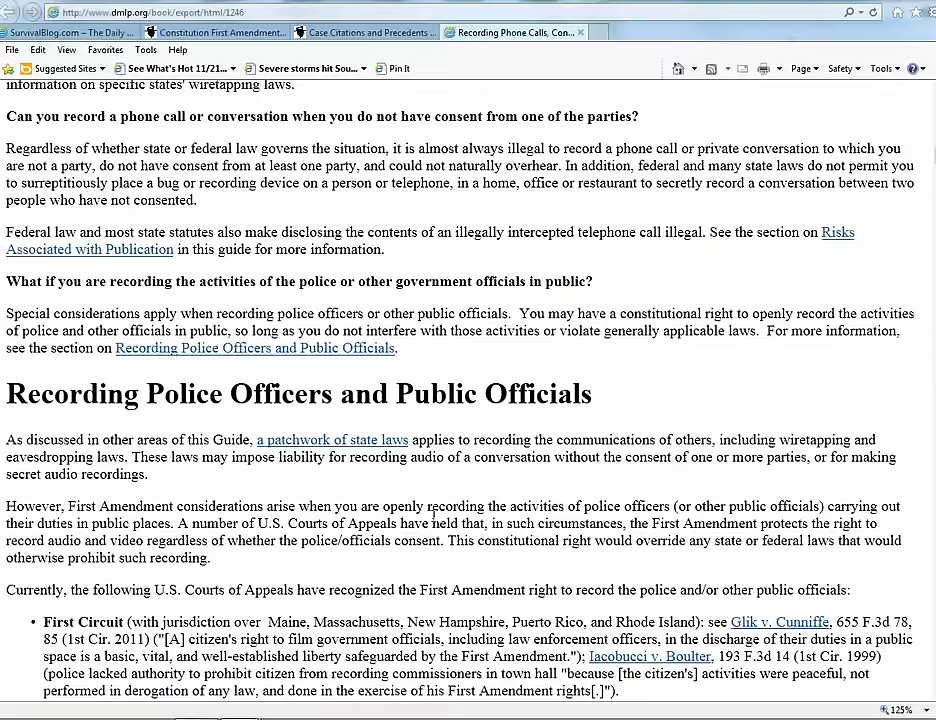 http://www.dmlp.org/book/export/html/1246
SurvivalBlog.com – The Daily ...
Constitution First Amendment...
Case Citations and Precedents ...
Recording Phone Calls, Con...
File Edit View Favorites Tools Help
Suggested Sites See What's Hot 11/21... Severe storms hit Sou... Pin It Page Safety Tools
information on specific states' wiretapping laws.
Can you record a phone call or conversation when you do not have consent from one of the parties?
Regardless of whether state or federal law governs the situation, it is almost always illegal to record a phone call or private conversation to which you
are not a party, do not have consent from at least one party, and could not naturally overhear. In addition, federal and many state laws do not permit you
to surreptitiously place a bug or recording device on a person or telephone, in a home, office or restaurant to secretly record a conversation between two
people who have not consented.
Federal law and most state statutes also make disclosing the contents of an illegally intercepted telephone call illegal. See the section on Risks
Associated with Publication in this guide for more information.
What if you are recording the activities of the police or other government officials in public?
Special considerations apply when recording police officers or other public officials. You may have a constitutional right to openly record the activities
of police and other officials in public, so long as you do not interfere with those activities or violate generally applicable laws. For more information,
see the section on Recording Police Officers and Public Officials.
Recording Police Officers and Public Officials
As discussed in other areas of this Guide, a patchwork of state laws applies to recording the communications of others, including wiretapping and
eavesdropping laws. These laws may impose liability for recording audio of a conversation without the consent of one or more parties, or for making
secret audio recordings.
However, First Amendment considerations arise when you are openly recording the activities of police officers (or other public officials) carrying out
their duties in public places. A number of U.S. Courts of Appeals have held that, in such circumstances, the First Amendment protects the right to
record audio and video regardless of whether the police/officials consent. This constitutional right would override any state or federal laws that would
otherwise prohibit such recording.
Currently, the following U.S. Courts of Appeals have recognized the First Amendment right to record the police and/or other public officials:
• First Circuit (with jurisdiction over Maine, Massachusetts, New Hampshire, Puerto Rico, and Rhode Island): see Glik v. Cunniffe, 655 F.3d 78,
85 (1st Cir. 2011) ("[A] citizen's right to film government officials, including law enforcement officers, in the discharge of their duties in a public
space is a basic, vital, and well-established liberty safeguarded by the First Amendment."); Iacobucci v. Boulter, 193 F.3d 14 (1st Cir. 1999)
(police lacked authority to prohibit citizen from recording commissioners in town hall "because [the citizen's] activities were peaceful, not
performed in derogation of any law, and done in the exercise of his First Amendment rights[.]").
125%